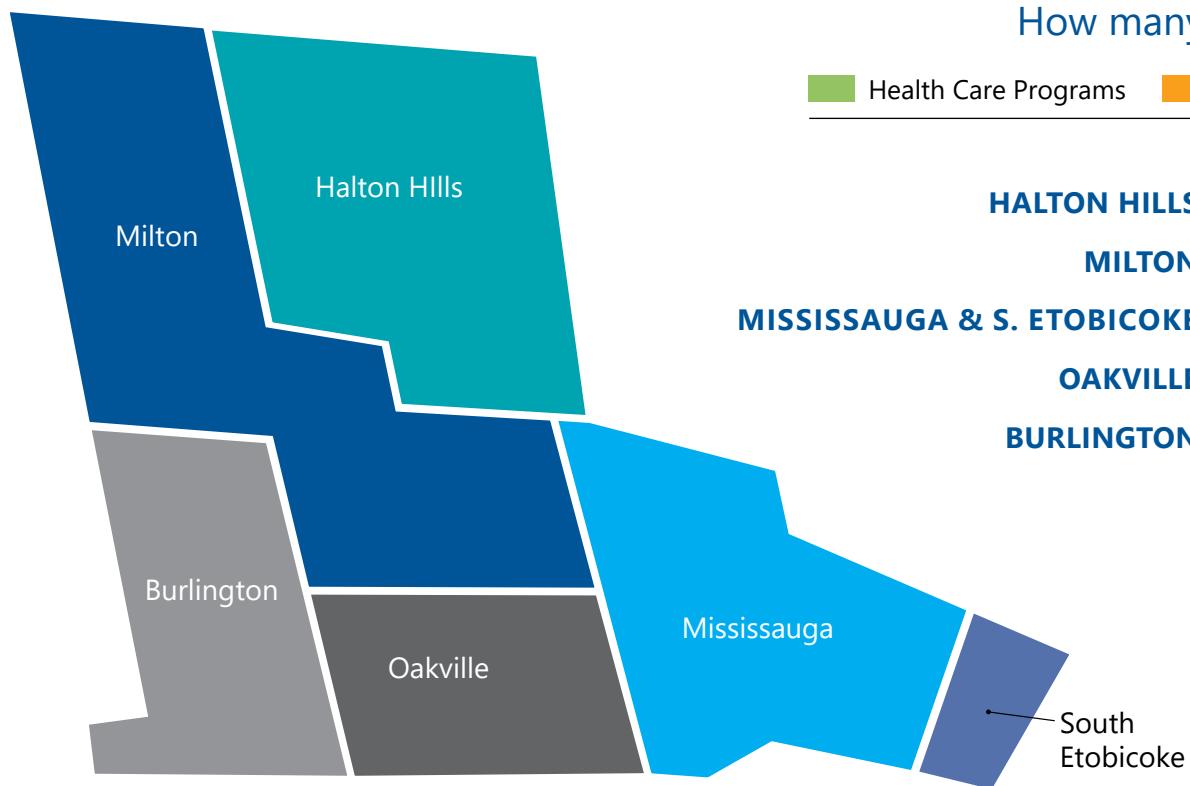 How many
Health Care Programs
HALTON HILLS
MILTON
MISSISSAUGA & S. ETOBICOKE
OAKVILLE
BURLINGTON
Halton HIlls
Milton
Burlington
Oakville
Mississauga
South
Etobicoke